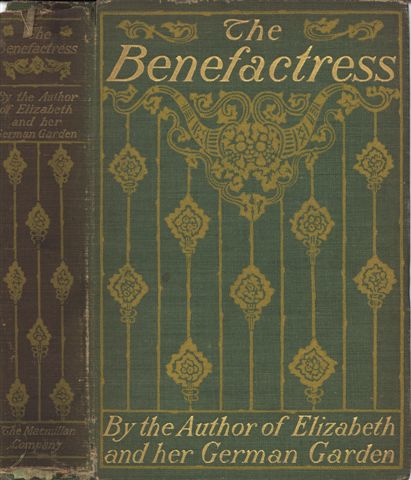 The
Benefactress
By the Author
of Elizabeth
and her
German Garden
The Macmillan
Company
The
Benefactress
By the Author of Elizabeth
and her German Garden